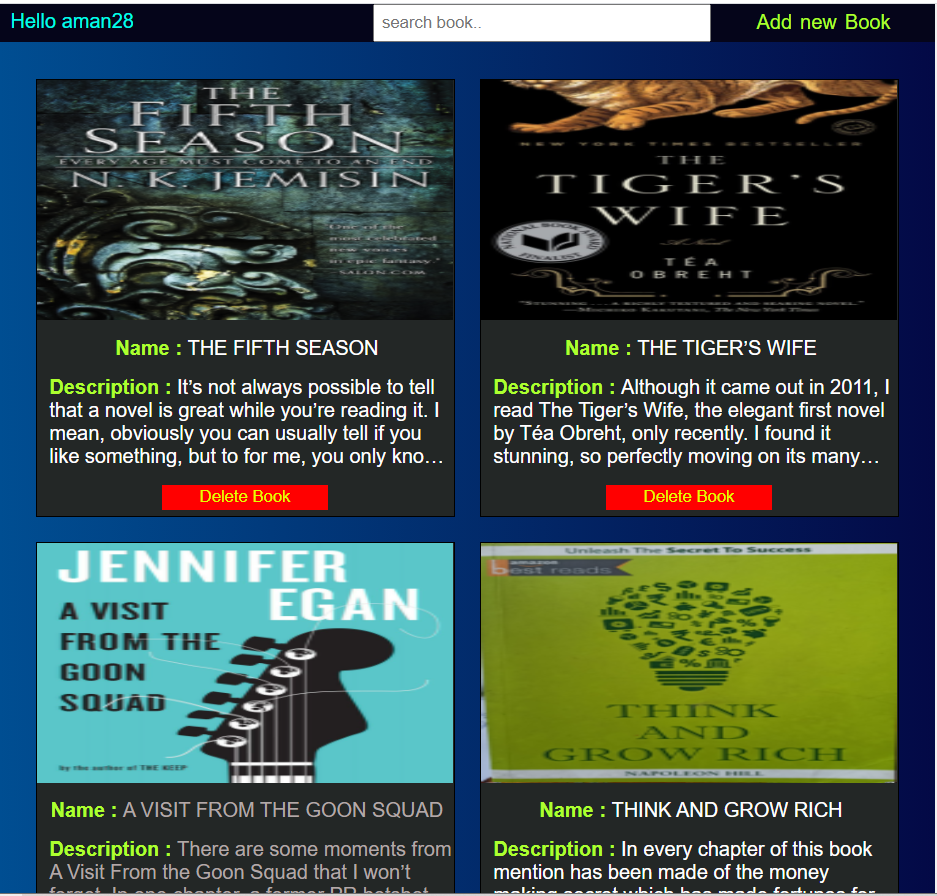 Hello aman28
search book..
Add new Book
THE
FIFTH
SEASON
EVERY AGE MUST COME TO AN END
N. K. JEMISIN
One of the
most celebrated
new voices
in epic fantasy."
SALON.COM
Name : THE FIFTH SEASON
Description : It’s not always possible to tell
that a novel is great while you’re reading it. I
mean, obviously you can usually tell if you
like something, but to for me, you only kno…
Delete Book
NEW YORK TIMES BESTSELLER
THE
TIGER'S
WIFE
NATIONAL BOOK AWARD
FINALIST
A Novel
TÉA
OBREHT
"STUNNING . . . A RICHLY TEXTURED AND SEARING NOVEL."
—MICHIKO KAKUTANI, The New York Times
Name : THE TIGER’S WIFE
Description : Although it came out in 2011, I
read The Tiger’s Wife, the elegant first novel
by Téa Obreht, only recently. I found it
stunning, so perfectly moving on its many…
Delete Book
JENNIFER
EGAN
A VISIT
FROM THE
GOON
SQUAD
by the author of THE KEEP
Name : A VISIT FROM THE GOON SQUAD
Description : There are some moments from
A Visit From the Goon Squad that I won’t
forget. In one chapter, a former PR hotshot
Unleash The Secret To Success
amazon
best reads
THINK
AND
GROW RICH
NAPOLEON HILL
Name : THINK AND GROW RICH
Description : In every chapter of this book
mention has been made of the money
making secret which has made fortunes for